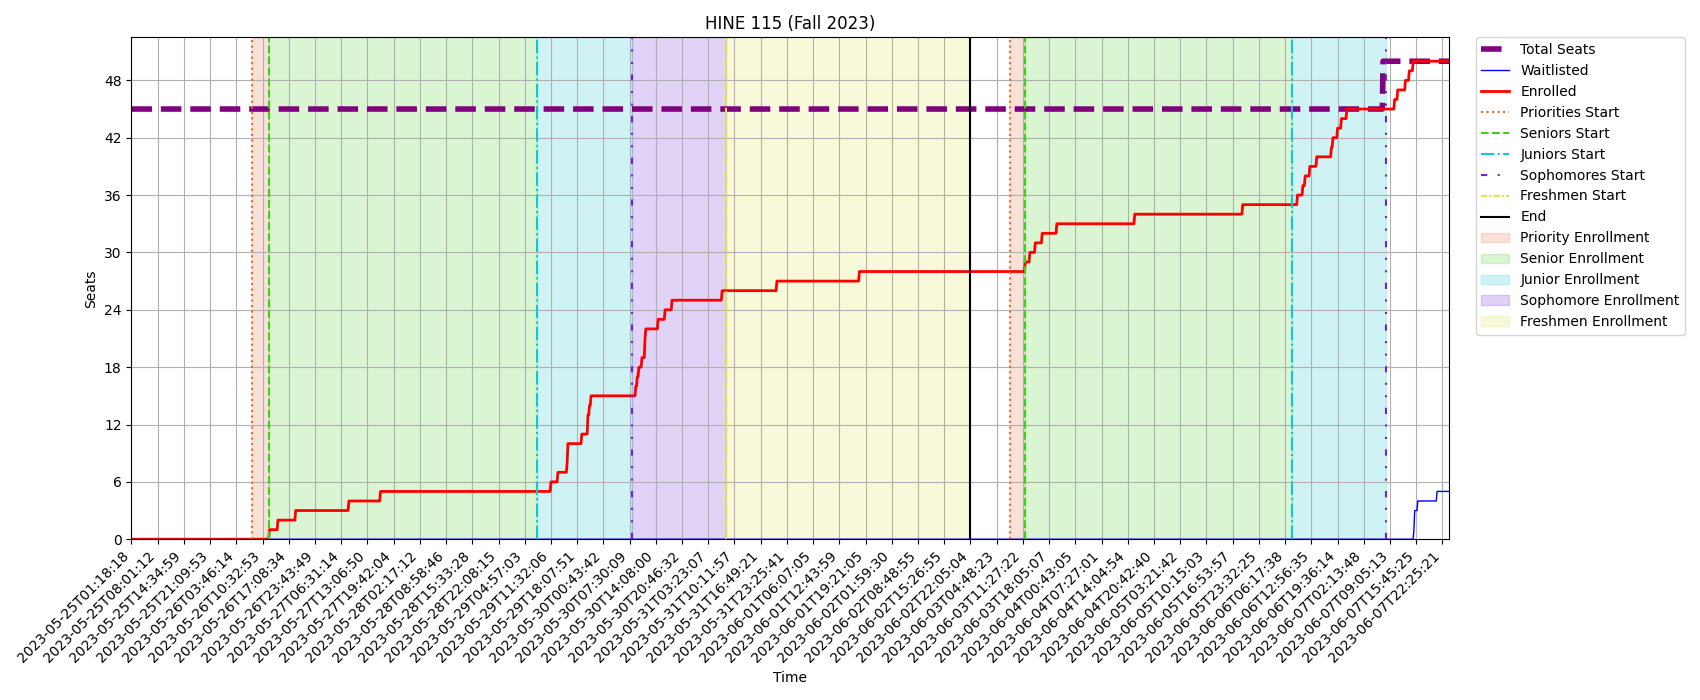 HINE 115 (Fall 2023)
Seats
48
42
36
30
24
18
12
6
0
2023-05-25T01:18:18
2023-05-25T08:01:12
2023-05-25T14:34:59
2023-05-25T21:09:53
2023-05-26T03:46:14
2023-05-26T10:32:53
2023-05-26T17:08:34
2023-05-26T23:43:49
2023-05-27T06:31:14
2023-05-27T13:06:50
2023-05-27T19:42:04
2023-05-28T02:17:12
2023-05-28T08:58:46
2023-05-28T15:33:28
2023-05-28T22:08:15
2023-05-29T04:57:03
2023-05-29T11:32:06
2023-05-29T18:07:51
2023-05-30T00:43:42
2023-05-30T07:30:09
2023-05-30T14:08:00
2023-05-30T20:46:32
2023-05-31T03:23:07
2023-05-31T10:11:57
2023-05-31T16:49:21
2023-05-31T23:25:41
2023-06-01T06:07:05
2023-06-01T12:43:59
2023-06-01T19:21:05
2023-06-02T01:59:30
2023-06-02T08:48:55
2023-06-02T15:26:55
2023-06-02T22:05:04
2023-06-03T04:48:23
2023-06-03T11:27:22
2023-06-03T18:05:07
2023-06-04T00:43:05
2023-06-04T07:27:01
2023-06-04T14:04:54
2023-06-04T20:42:40
2023-06-05T03:21:42
2023-06-05T10:15:03
2023-06-05T16:53:57
2023-06-05T23:32:25
2023-06-06T06:17:38
2023-06-06T12:56:35
2023-06-06T19:36:14
2023-06-07T02:13:48
2023-06-07T09:05:13
2023-06-07T15:45:25
2023-06-07T22:25:21
Time
Total Seats
Waitlisted
Enrolled
Priorities Start
Seniors Start
Juniors Start
Sophomores Start
Freshmen Start
End
Priority Enrollment
Senior Enrollment
Junior Enrollment
Sophomore Enrollment
Freshmen Enrollment